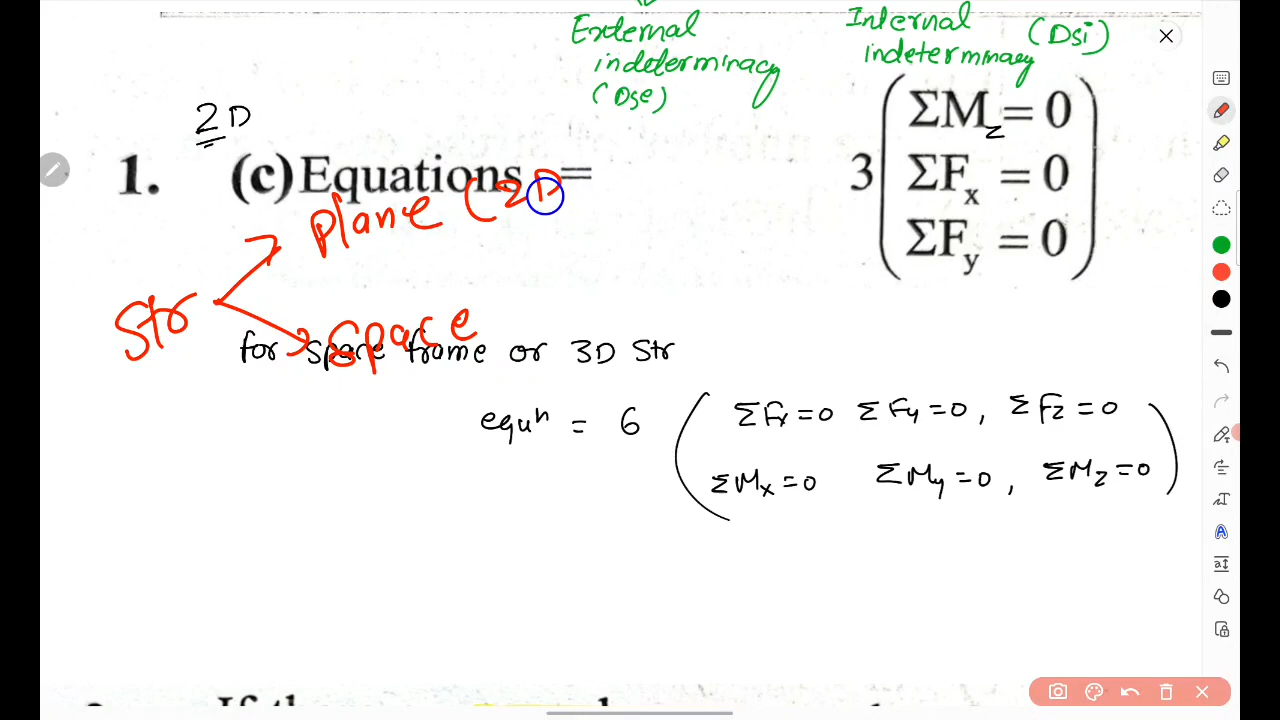 External Internal (Dsi)
indeterminacy indeterminacy
(Dse)
2D
1. (c) Equations = 3 ( ΣMz = 0
ΣFx = 0
ΣFy = 0 )
plane (2D
Str
space
for space frame or 3D Str
equⁿ = 6 ( ΣFx = 0 ΣFy = 0, ΣFz = 0
ΣMx = 0 ΣMy = 0, ΣMz = 0 )